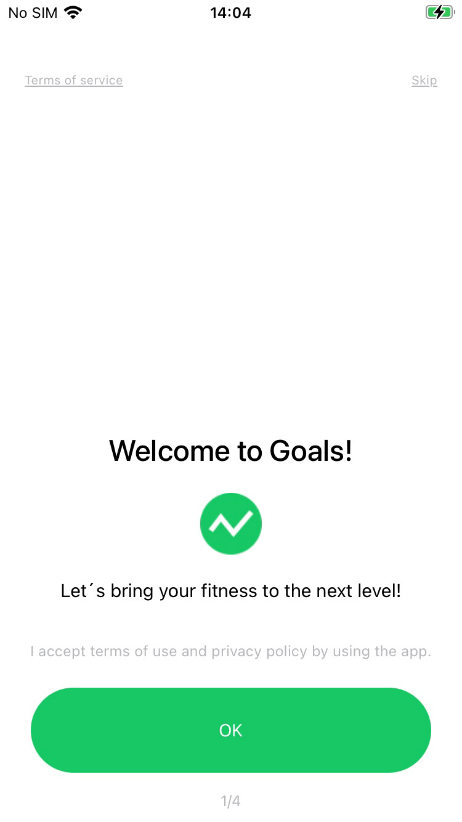 No SIM 14:04
Terms of service Skip
Welcome to Goals!
Let´s bring your fitness to the next level!
I accept terms of use and privacy policy by using the app.
OK
1/4